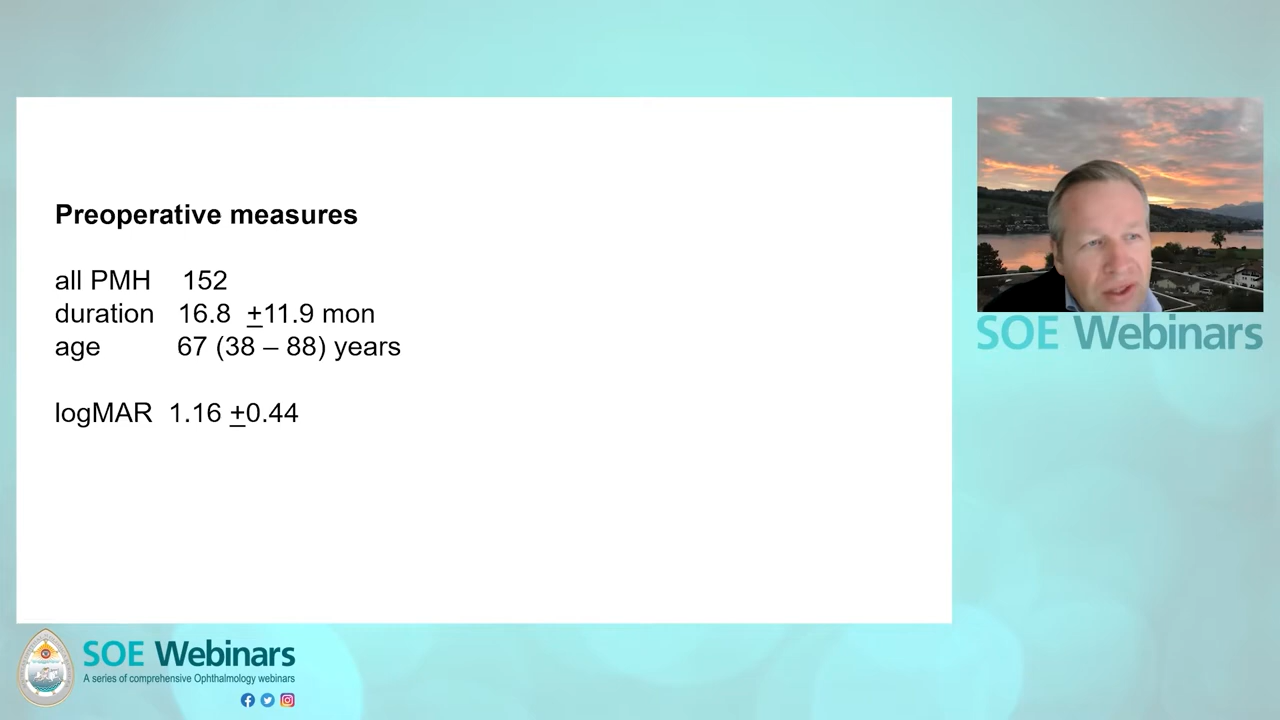 Preoperative measures
all PMH 152
duration 16.8 ±11.9 mon
age 67 (38 – 88) years
logMAR 1.16 ±0.44
SOE Webinars
SOE Webinars
A series of comprehensive Ophthalmology webinars